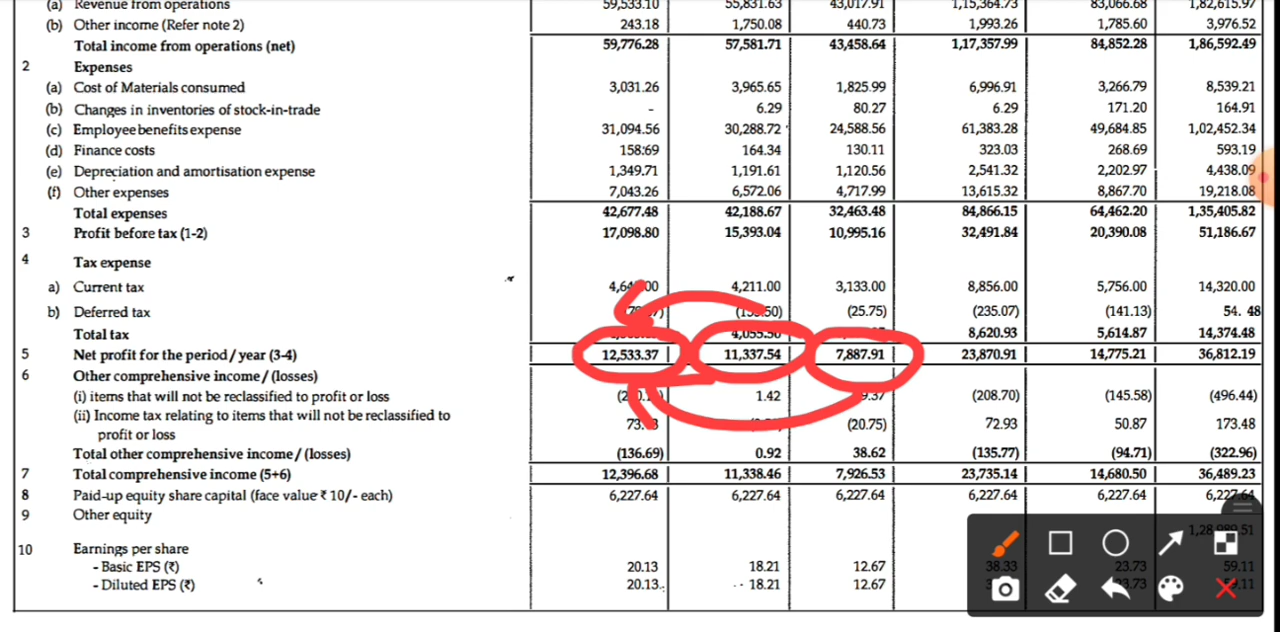 (a) Revenue from operations 59,533.10 55,831.63 43,017.91 1,15,364.73 83,066.68 1,82,615.97
(b) Other income (Refer note 2) 243.18 1,750.08 440.73 1,993.26 1,785.60 3,976.52
Total income from operations (net) 59,776.28 57,581.71 43,458.64 1,17,357.99 84,852.28 1,86,592.49
2 Expenses
(a) Cost of Materials consumed 3,031.26 3,965.65 1,825.99 6,996.91 3,266.79 8,539.21
(b) Changes in inventories of stock-in-trade - 6.29 80.27 6.29 171.20 164.91
(c) Employee benefits expense 31,094.56 30,288.72 24,588.56 61,383.28 49,684.85 1,02,452.34
(d) Finance costs 158.69 164.34 130.11 323.03 268.69 593.19
(e) Depreciation and amortisation expense 1,349.71 1,191.61 1,120.56 2,541.32 2,202.97 4,438.09
(f) Other expenses 7,043.26 6,572.06 4,717.99 13,615.32 8,867.70 19,218.08
Total expenses 42,677.48 42,188.67 32,463.48 84,866.15 64,462.20 1,35,405.82
3 Profit before tax (1-2) 17,098.80 15,393.04 10,995.16 32,491.84 20,390.08 51,186.67
4 Tax expense
a) Current tax 4,211.00 3,133.00 8,856.00 5,756.00 14,320.00
b) Deferred tax (25.75) (235.07) (141.13) 54. 48
Total tax 4,055.50 8,620.93 5,614.87 14,374.48
5 Net profit for the period/year (3-4) 12,533.37 11,337.54 7,887.91 23,870.91 14,775.21 36,812.19
6 Other comprehensive income/(losses)
(i) items that will not be reclassified to profit or loss 1.42 (208.70) (145.58) (496.44)
(ii) Income tax relating to items that will not be reclassified to
profit or loss (20.75) 72.93 50.87 173.48
Total other comprehensive income/(losses) (136.69) 0.92 38.62 (135.77) (94.71) (322.96)
7 Total comprehensive income (5+6) 12,396.68 11,338.46 7,926.53 23,735.14 14,680.50 36,489.23
8 Paid-up equity share capital (face value ₹ 10/- each) 6,227.64 6,227.64 6,227.64 6,227.64 6,227.64 6,227.64
9 Other equity
10 Earnings per share
- Basic EPS (₹) 20.13 18.21 12.67 38.33 23.73 59.11
- Diluted EPS (₹) 20.13 18.21 12.67